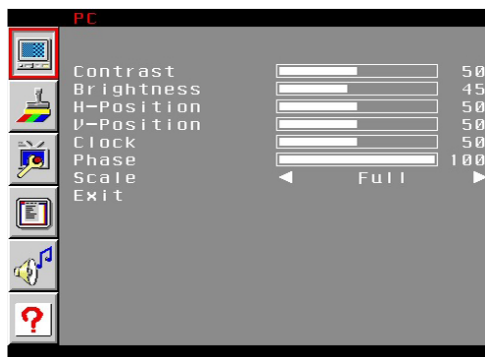 PC
Contrast 50
Brightness 45
H-Position 50
V-Position 50
Clock 50
Phase 100
Scale Full
Exit
?